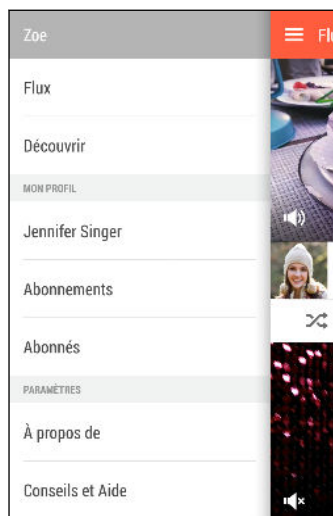 Zoe
Flux
Découvrir
MON PROFIL
Jennifer Singer
Abonnements
Abonnés
PARAMÈTRES
À propos de
Conseils et Aide